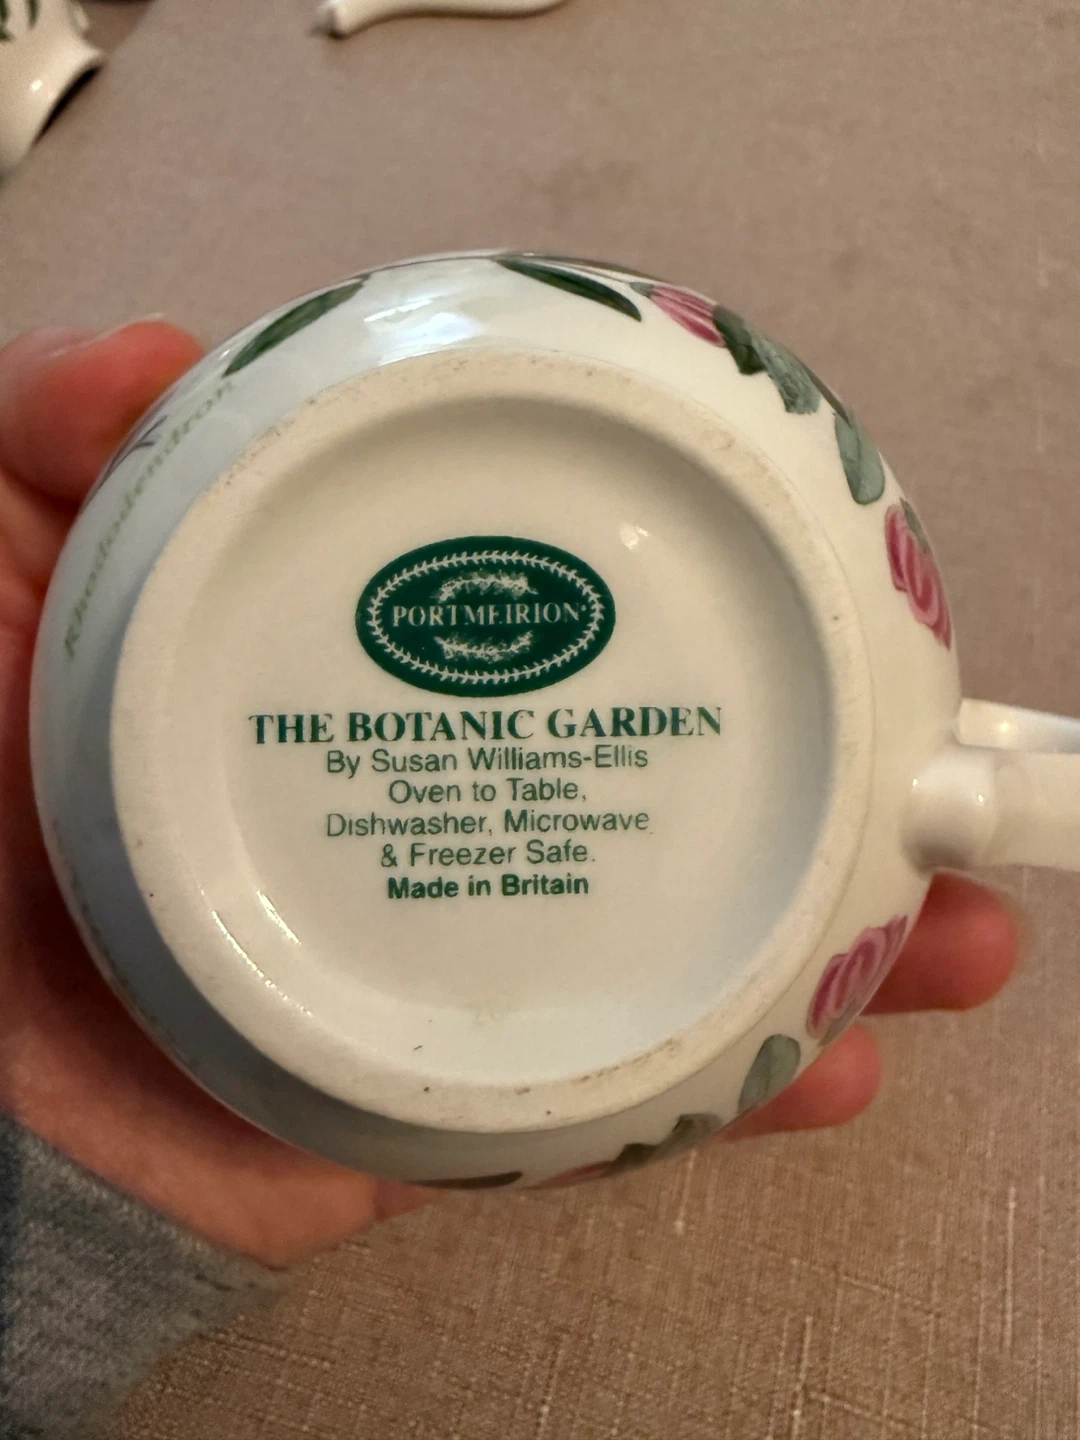 Rhododendron
PORTMEIRION®
THE BOTANIC GARDEN
By Susan Williams-Ellis
Oven to Table,
Dishwasher, Microwave
& Freezer Safe.
Made in Britain